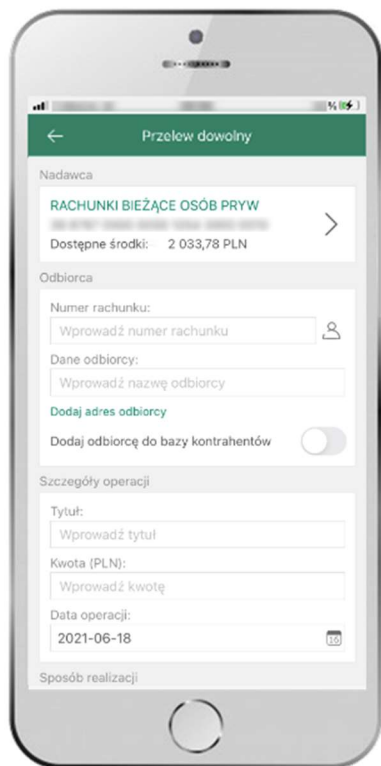 Przelew dowolny
Nadawca
RACHUNKI BIEŻĄCE OSÓB PRYW
Dostępne środki: 2 033,78 PLN
Odbiorca
Numer rachunku:
Wprowadź numer rachunku
Dane odbiorcy:
Wprowadź nazwę odbiorcy
Dodaj adres odbiorcy
Dodaj odbiorcę do bazy kontrahentów
Szczegóły operacji
Tytuł:
Wprowadź tytuł
Kwota (PLN):
Wprowadź kwotę
Data operacji:
2021-06-18
16
Sposób realizacji